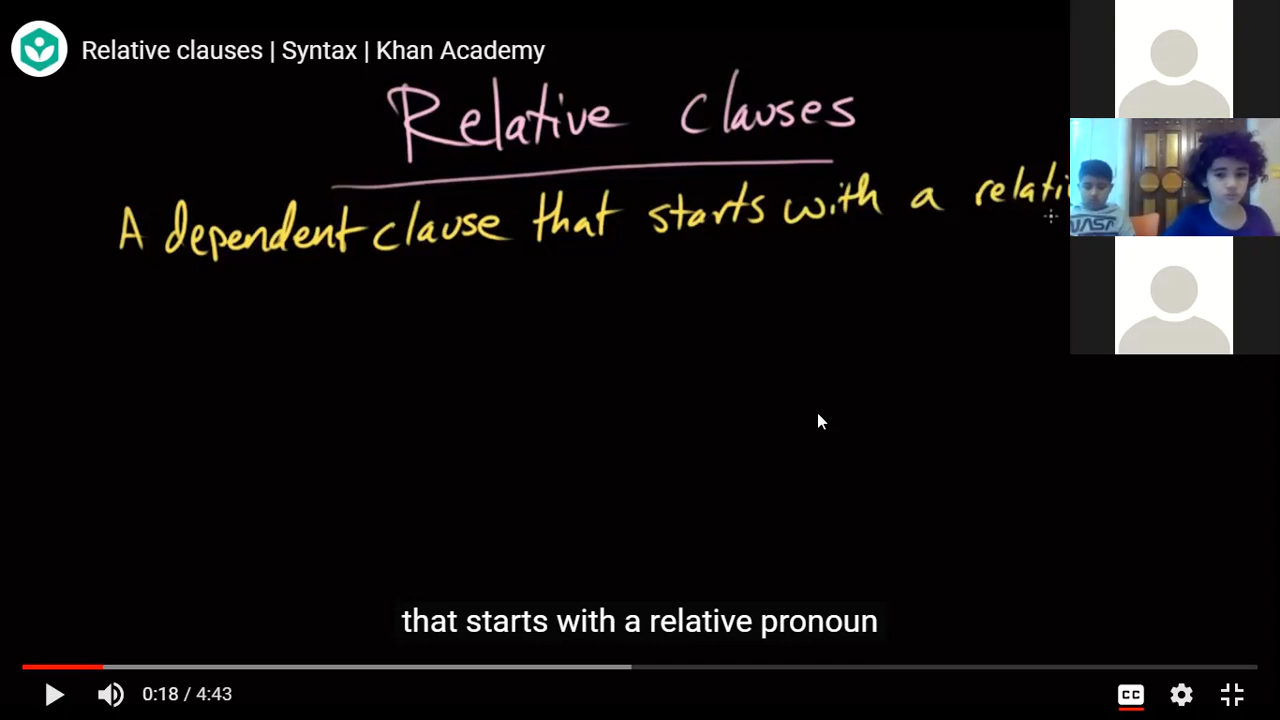 Relative clauses | Syntax | Khan Academy
Relative clauses
A dependent clause that starts with a relati
NASA
that starts with a relative pronoun
0:18 / 4:43
CC